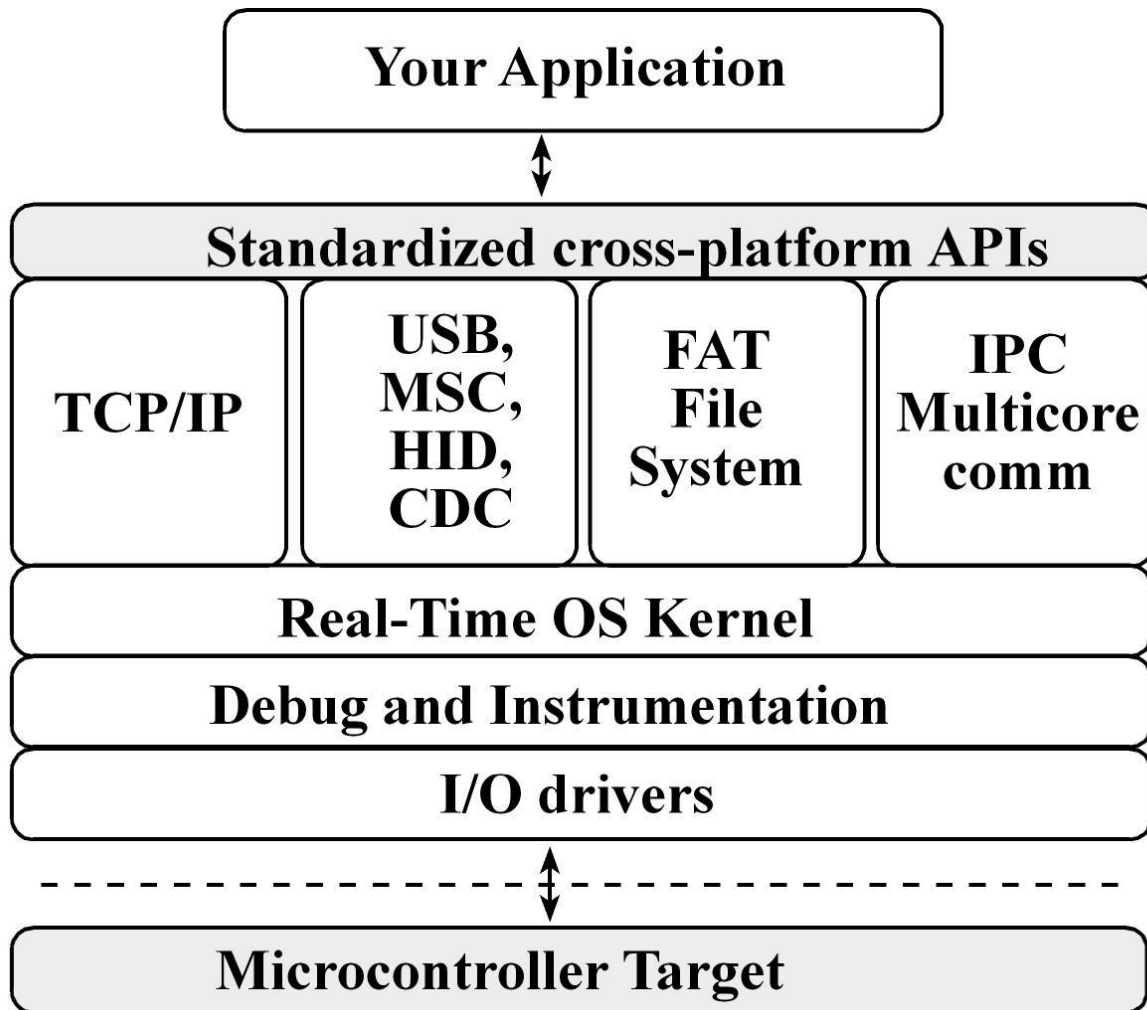 Your Application
Standardized cross-platform APIs
TCP/IP
USB,
MSC,
HID,
CDC
FAT
File
System
IPC
Multicore
comm
Real-Time OS Kernel
Debug and Instrumentation
I/O drivers
Microcontroller Target